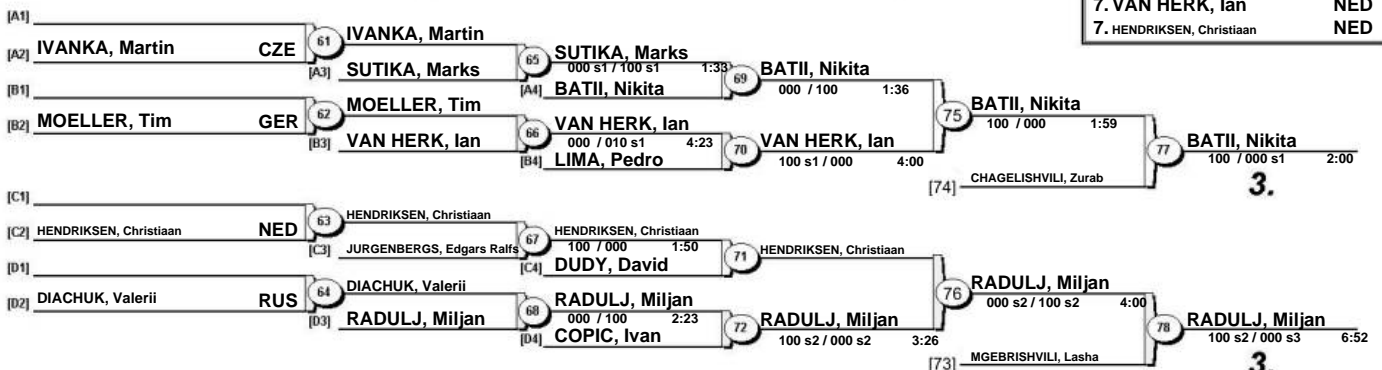 7. VAN HERK, Ian NED
7. HENDRIKSEN, Christiaan NED
[A1]
[A2] IVANKA, Martin CZE
61 IVANKA, Martin
[A3] SUTIKA, Marks
65 SUTIKA, Marks
000 s1 / 100 s1 1:33
[A4] BATII, Nikita
69 BATII, Nikita
000 / 100 1:36
[B1]
[B2] MOELLER, Tim GER
62 MOELLER, Tim
[B3] VAN HERK, Ian
66 VAN HERK, Ian
000 / 010 s1 4:23
[B4] LIMA, Pedro
70 VAN HERK, Ian
100 s1 / 000 4:00
75 BATII, Nikita
100 / 000 1:59
[74] CHAGELISHVILI, Zurab
77 BATII, Nikita
100 / 000 s1 2:00
3.
[C1]
[C2] HENDRIKSEN, Christiaan NED
63 HENDRIKSEN, Christiaan
[C3] JURGENBERGS, Edgars Ralfs
67 HENDRIKSEN, Christiaan
100 / 000 1:50
[C4] DUDY, David
71 HENDRIKSEN, Christiaan
[D1]
[D2] DIACHUK, Valerii RUS
64 DIACHUK, Valerii
[D3] RADULJ, Miljan
68 RADULJ, Miljan
000 / 100 2:23
[D4] COPIC, Ivan
72 RADULJ, Miljan
100 s2 / 000 s2 3:26
76 RADULJ, Miljan
000 s2 / 100 s2 4:00
[73] MGEBRISHVILI, Lasha
78 RADULJ, Miljan
100 s2 / 000 s3 6:52
3.